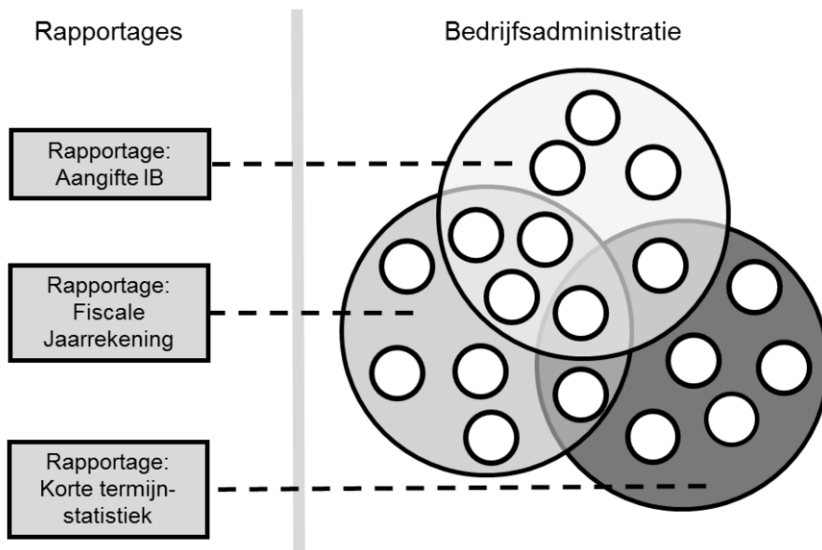 Rapportages
Bedrijfsadministratie
Rapportage:
Aangifte IB
Rapportage:
Fiscale
Jaarrekening
Rapportage:
Korte termijn-
statistiek